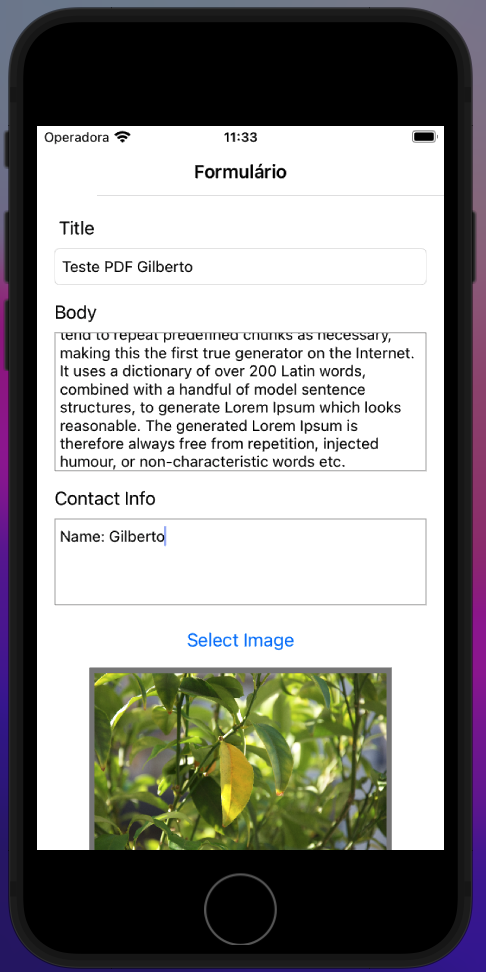 Operadora 11:33
Formulário
Title
Teste PDF Gilberto
Body
tend to repeat predefined chunks as necessary,
making this the first true generator on the Internet.
It uses a dictionary of over 200 Latin words,
combined with a handful of model sentence
structures, to generate Lorem Ipsum which looks
reasonable. The generated Lorem Ipsum is
therefore always free from repetition, injected
humour, or non-characteristic words etc.
Contact Info
Name: Gilberto
Select Image